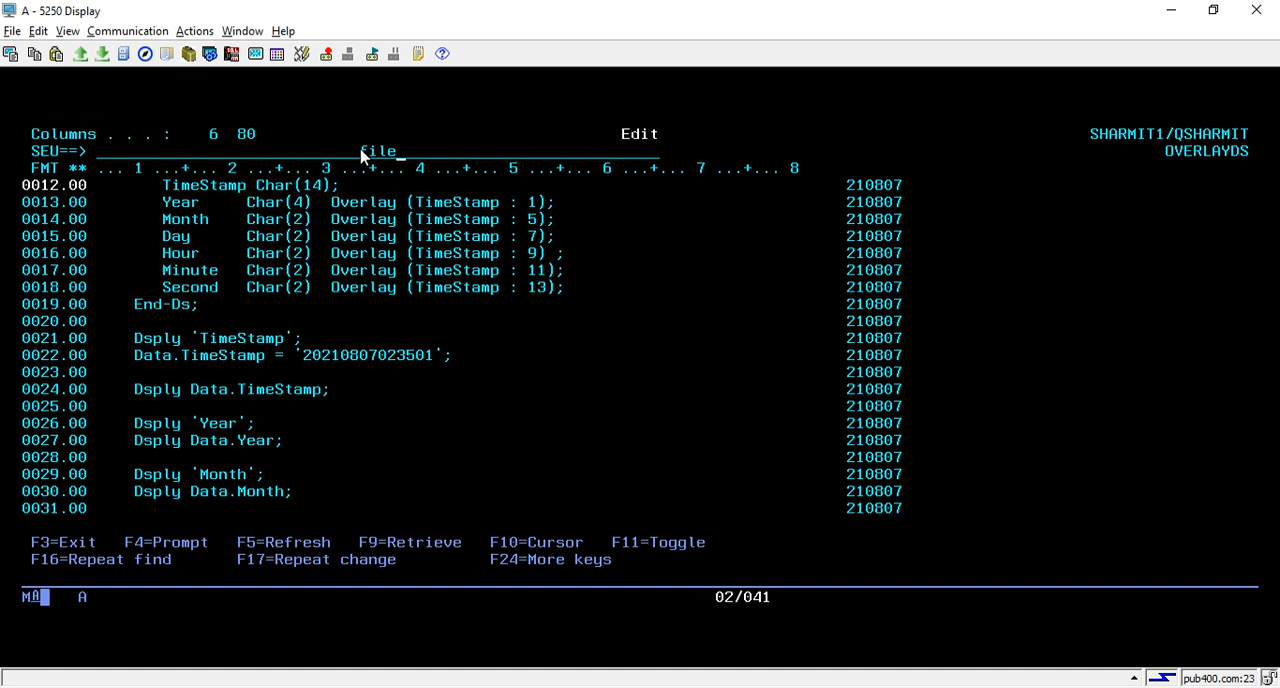 A - 5250 Display
File Edit View Communication Actions Window Help
Columns . . . :    6  80    Edit    SHARMIT1/QSHARMIT
SEU==> file_    OVERLAYDS
FMT ** ... 1 ...+... 2 ...+... 3 ...+... 4 ...+... 5 ...+... 6 ...+... 7 ...+... 8
0012.00    TimeStamp Char(14);    210807
0013.00    Year    Char(4)  Overlay (TimeStamp : 1);    210807
0014.00    Month    Char(2)  Overlay (TimeStamp : 5);    210807
0015.00    Day    Char(2)  Overlay (TimeStamp : 7);    210807
0016.00    Hour    Char(2)  Overlay (TimeStamp : 9) ;    210807
0017.00    Minute    Char(2)  Overlay (TimeStamp : 11);    210807
0018.00    Second    Char(2)  Overlay (TimeStamp : 13);    210807
0019.00    End-Ds;    210807
0020.00    210807
0021.00    Dsply 'TimeStamp';    210807
0022.00    Data.TimeStamp = '20210807023501';    210807
0023.00    210807
0024.00    Dsply Data.TimeStamp;    210807
0025.00    210807
0026.00    Dsply 'Year';    210807
0027.00    Dsply Data.Year;    210807
0028.00    210807
0029.00    Dsply 'Month';    210807
0030.00    Dsply Data.Month;    210807
0031.00    210807
F3=Exit   F4=Prompt   F5=Refresh   F9=Retrieve   F10=Cursor   F11=Toggle
F16=Repeat find   F17=Repeat change   F24=More keys
MA    A    02/041
pub400.com:23